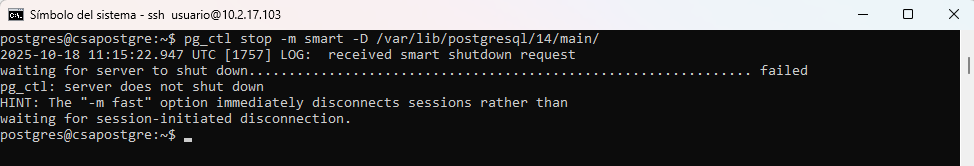 Símbolo del sistema - ssh  usuario@10.2.17.103
postgres@csapostgre:~$ pg_ctl stop -m smart -D /var/lib/postgresql/14/main/
2025-10-18 11:15:22.947 UTC [1757] LOG:  received smart shutdown request
waiting for server to shut down............................................................... failed
pg_ctl: server does not shut down
HINT: The "-m fast" option immediately disconnects sessions rather than
waiting for session-initiated disconnection.
postgres@csapostgre:~$